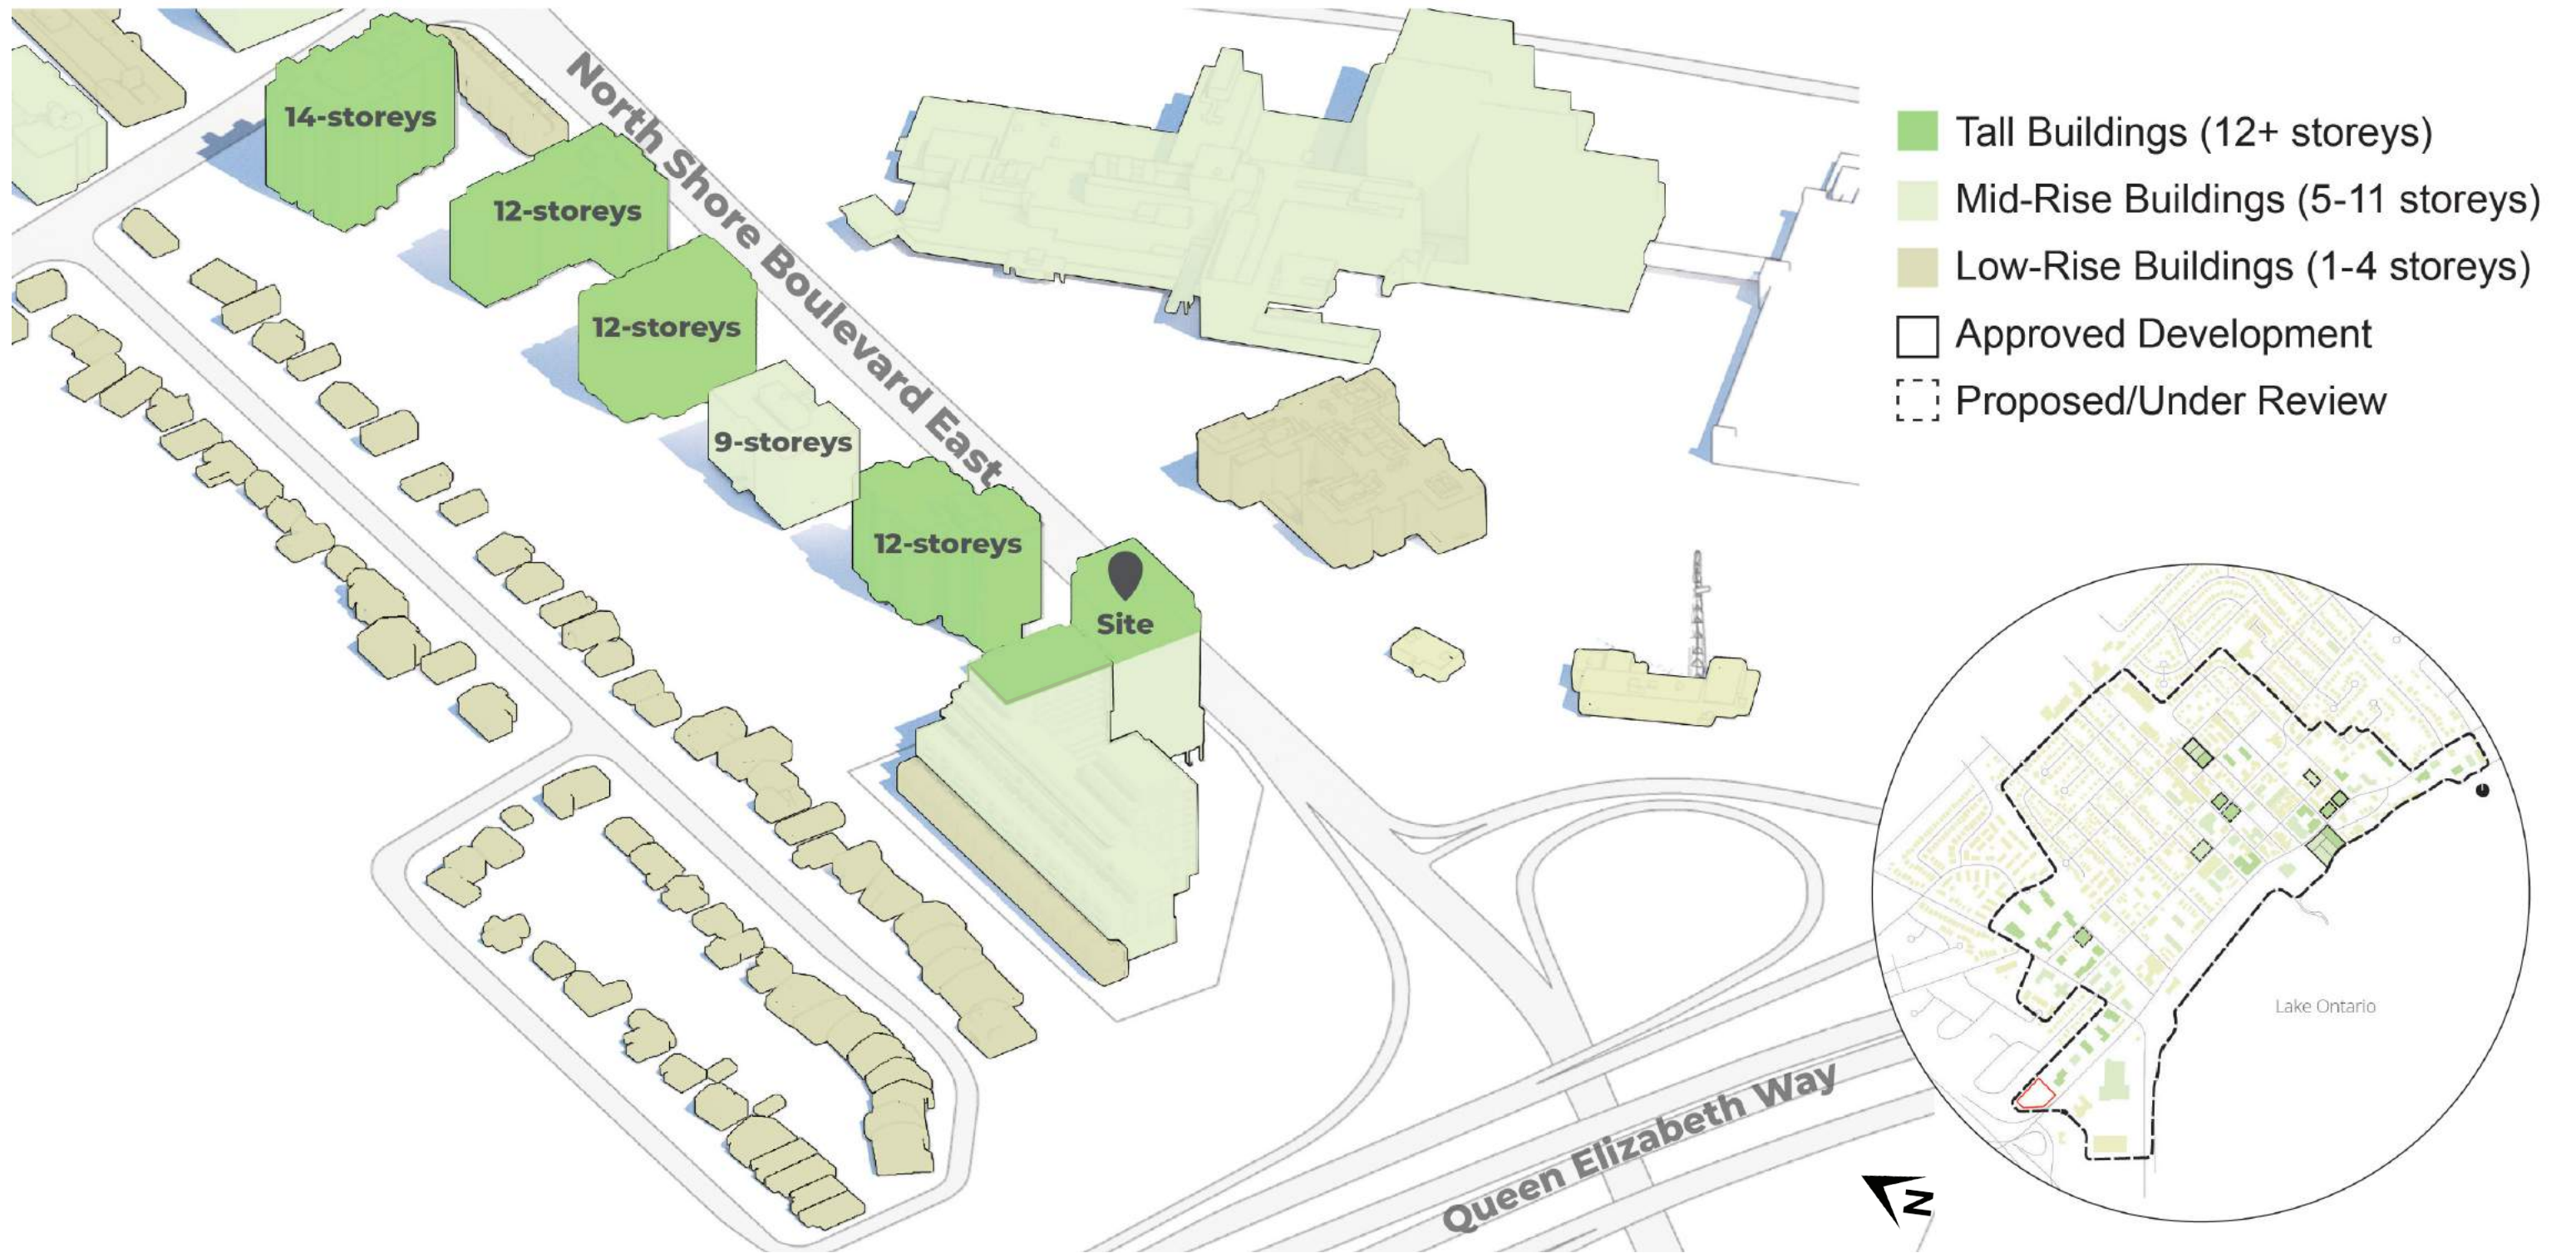 14-storeys
12-storeys
12-storeys
9-storeys
12-storeys
Site
North Shore Boulevard East
Queen Elizabeth Way
Tall Buildings (12+ storeys)
Mid-Rise Buildings (5-11 storeys)
Low-Rise Buildings (1-4 storeys)
Approved Development
Proposed/Under Review
Lake Ontario
N